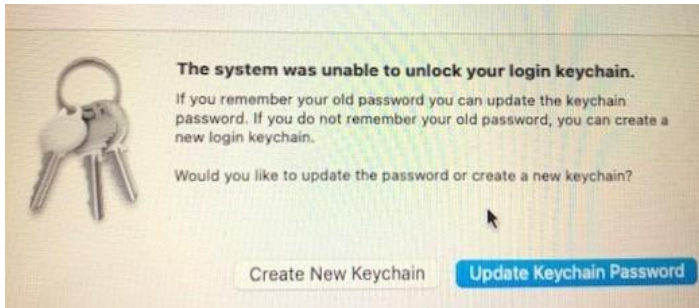 The system was unable to unlock your login keychain.
If you remember your old password you can update the keychain
password. If you do not remember your old password, you can create a
new login keychain.
Would you like to update the password or create a new keychain?
Create New Keychain
Update Keychain Password